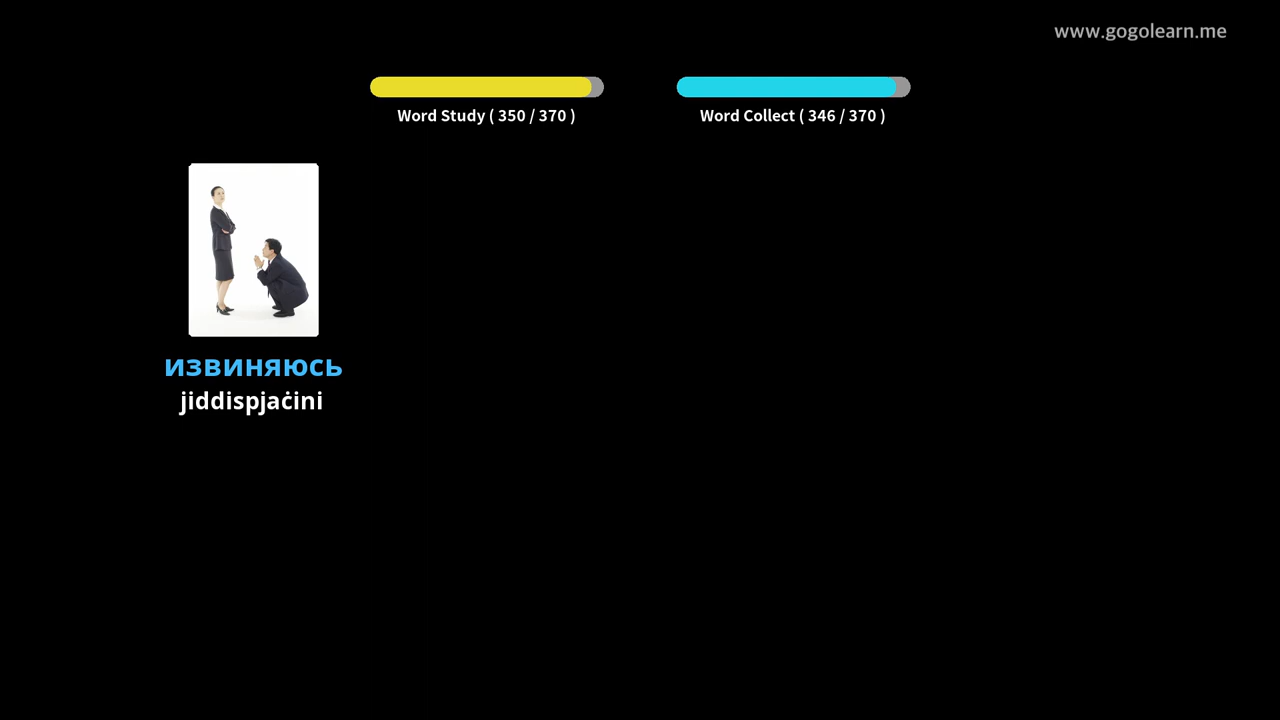 www.gogolearn.me
Word Study ( 350 / 370 )
Word Collect ( 346 / 370 )
извиняюсь
jiddispjaċini